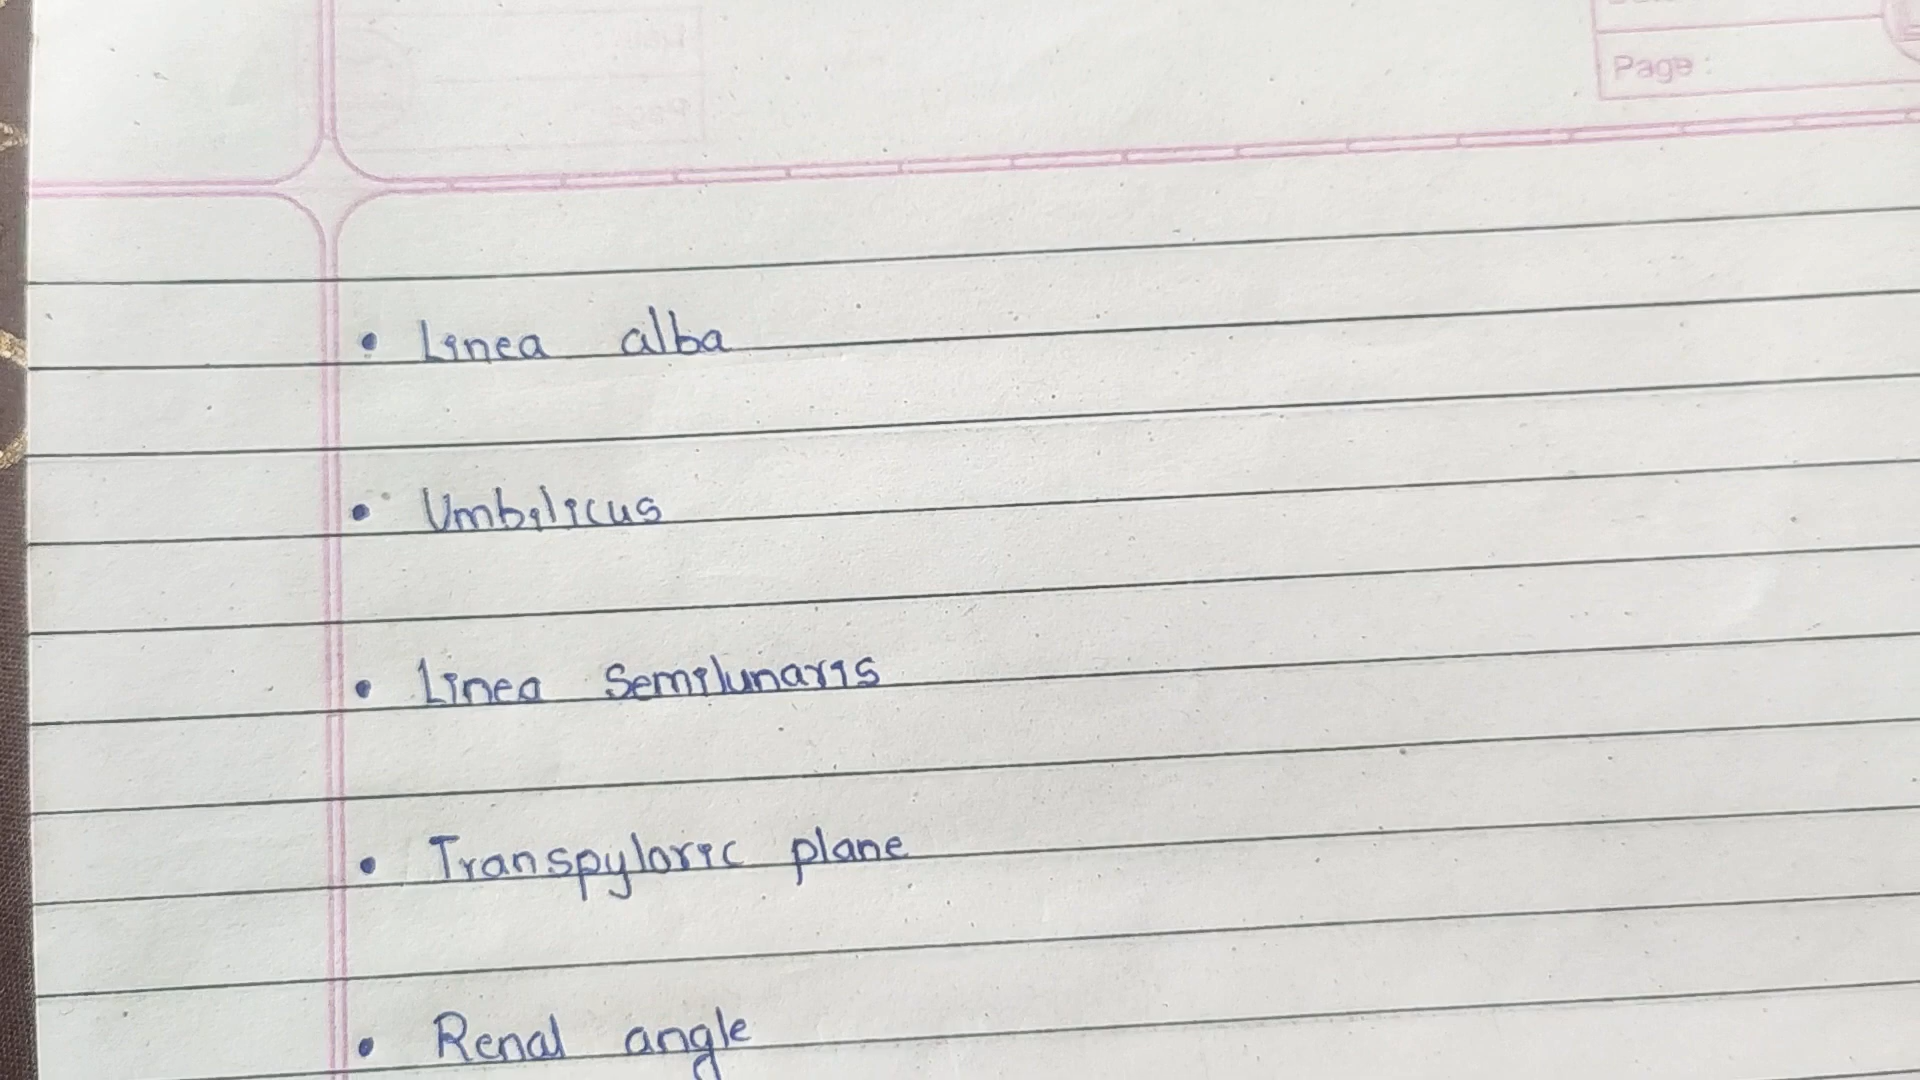 Page :
• Linea alba
• Umbilicus
• Linea Semilunaris
• Transpyloric plane
• Renal angle